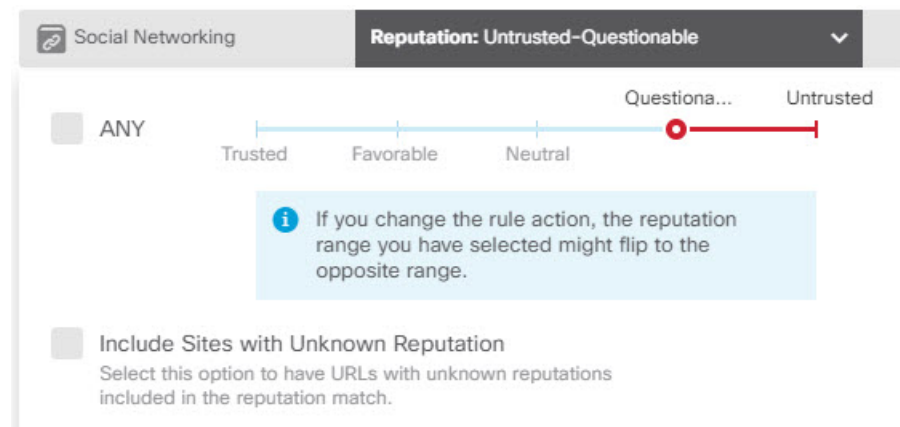 Social Networking
Reputation: Untrusted-Questionable
Questiona... Untrusted
ANY
Trusted Favorable Neutral
If you change the rule action, the reputation
range you have selected might flip to the
opposite range.
Include Sites with Unknown Reputation
Select this option to have URLs with unknown reputations
included in the reputation match.